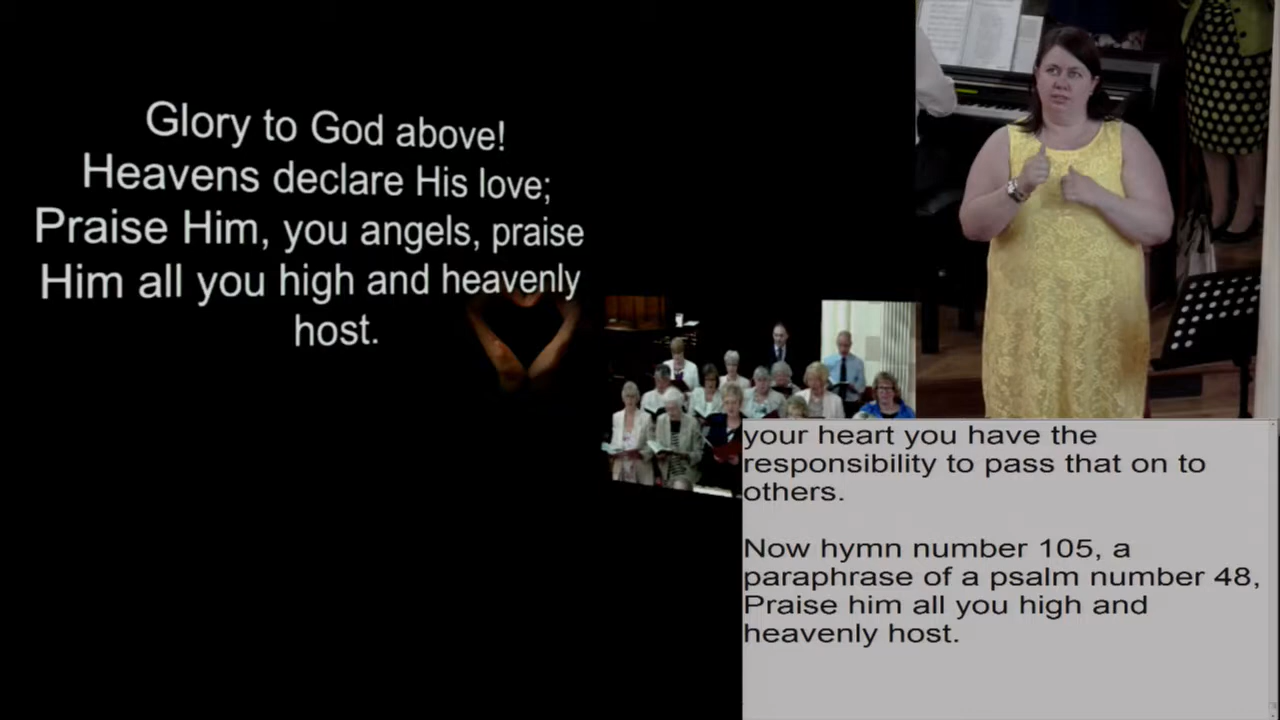 Glory to God above!
Heavens declare His love;
Praise Him, you angels, praise
Him all you high and heavenly
host.
your heart you have the
responsibility to pass that on to
others.
Now hymn number 105, a
paraphrase of a psalm number 48,
Praise him all you high and
heavenly host.